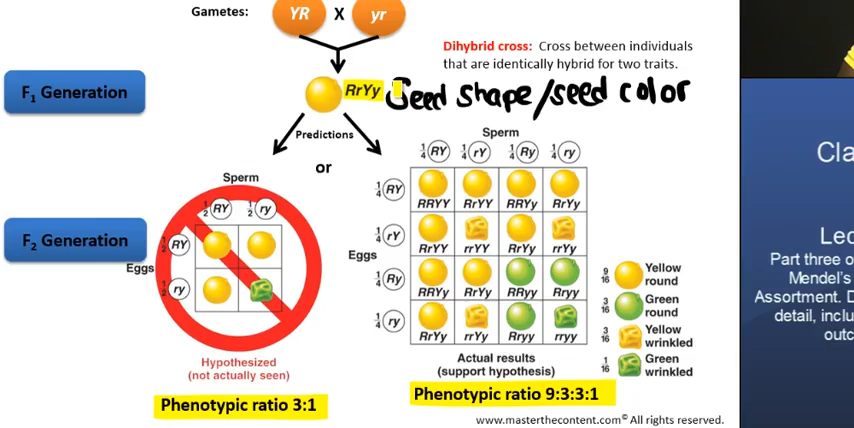 Gametes: YR X yr
Dihybrid cross: Cross between individuals
that are identically hybrid for two traits.
F1 Generation
RrYy Seed shape/seed color
Predictions
or
Sperm
1/4 RY 1/4 rY 1/4 Ry 1/4 ry
Eggs
1/4 RY
RRYY RrYY RRYy RrYy
1/4 rY
RrYY rrYY RrYy rrYy
1/4 Ry
RRYy RrYy RRyy Rryy
1/4 ry
RrYy rrYy Rryy rryy
Actual results
(support hypothesis)
Phenotypic ratio 9:3:3:1
F2 Generation
Sperm
1/2 RY 1/2 ry
Eggs
1/2 RY
1/2 ry
Hypothesized
(not actually seen)
Phenotypic ratio 3:1
9/16 Yellow
round
3/16 Green
round
3/16 Yellow
wrinkled
1/16 Green
wrinkled
www.masterthecontent.com© All rights reserved.
Cla
Lec
Part three o
Mendel's
Assortment. D
detail, inclu
outc